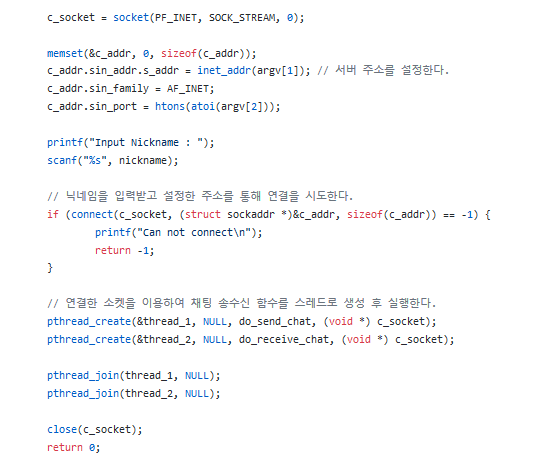 c_socket = socket(PF_INET, SOCK_STREAM, 0);
memset(&c_addr, 0, sizeof(c_addr));
c_addr.sin_addr.s_addr = inet_addr(argv[1]); // 서버 주소를 설정한다.
c_addr.sin_family = AF_INET;
c_addr.sin_port = htons(atoi(argv[2]));
printf("Input Nickname : ");
scanf("%s", nickname);
// 닉네임을 입력받고 설정한 주소를 통해 연결을 시도한다.
if (connect(c_socket, (struct sockaddr *)&c_addr, sizeof(c_addr)) == -1) {
printf("Can not connect\n");
return -1;
}
// 연결한 소켓을 이용하여 채팅 송수신 함수를 스레드로 생성 후 실행한다.
pthread_create(&thread_1, NULL, do_send_chat, (void *) c_socket);
pthread_create(&thread_2, NULL, do_receive_chat, (void *) c_socket);
pthread_join(thread_1, NULL);
pthread_join(thread_2, NULL);
close(c_socket);
return 0;